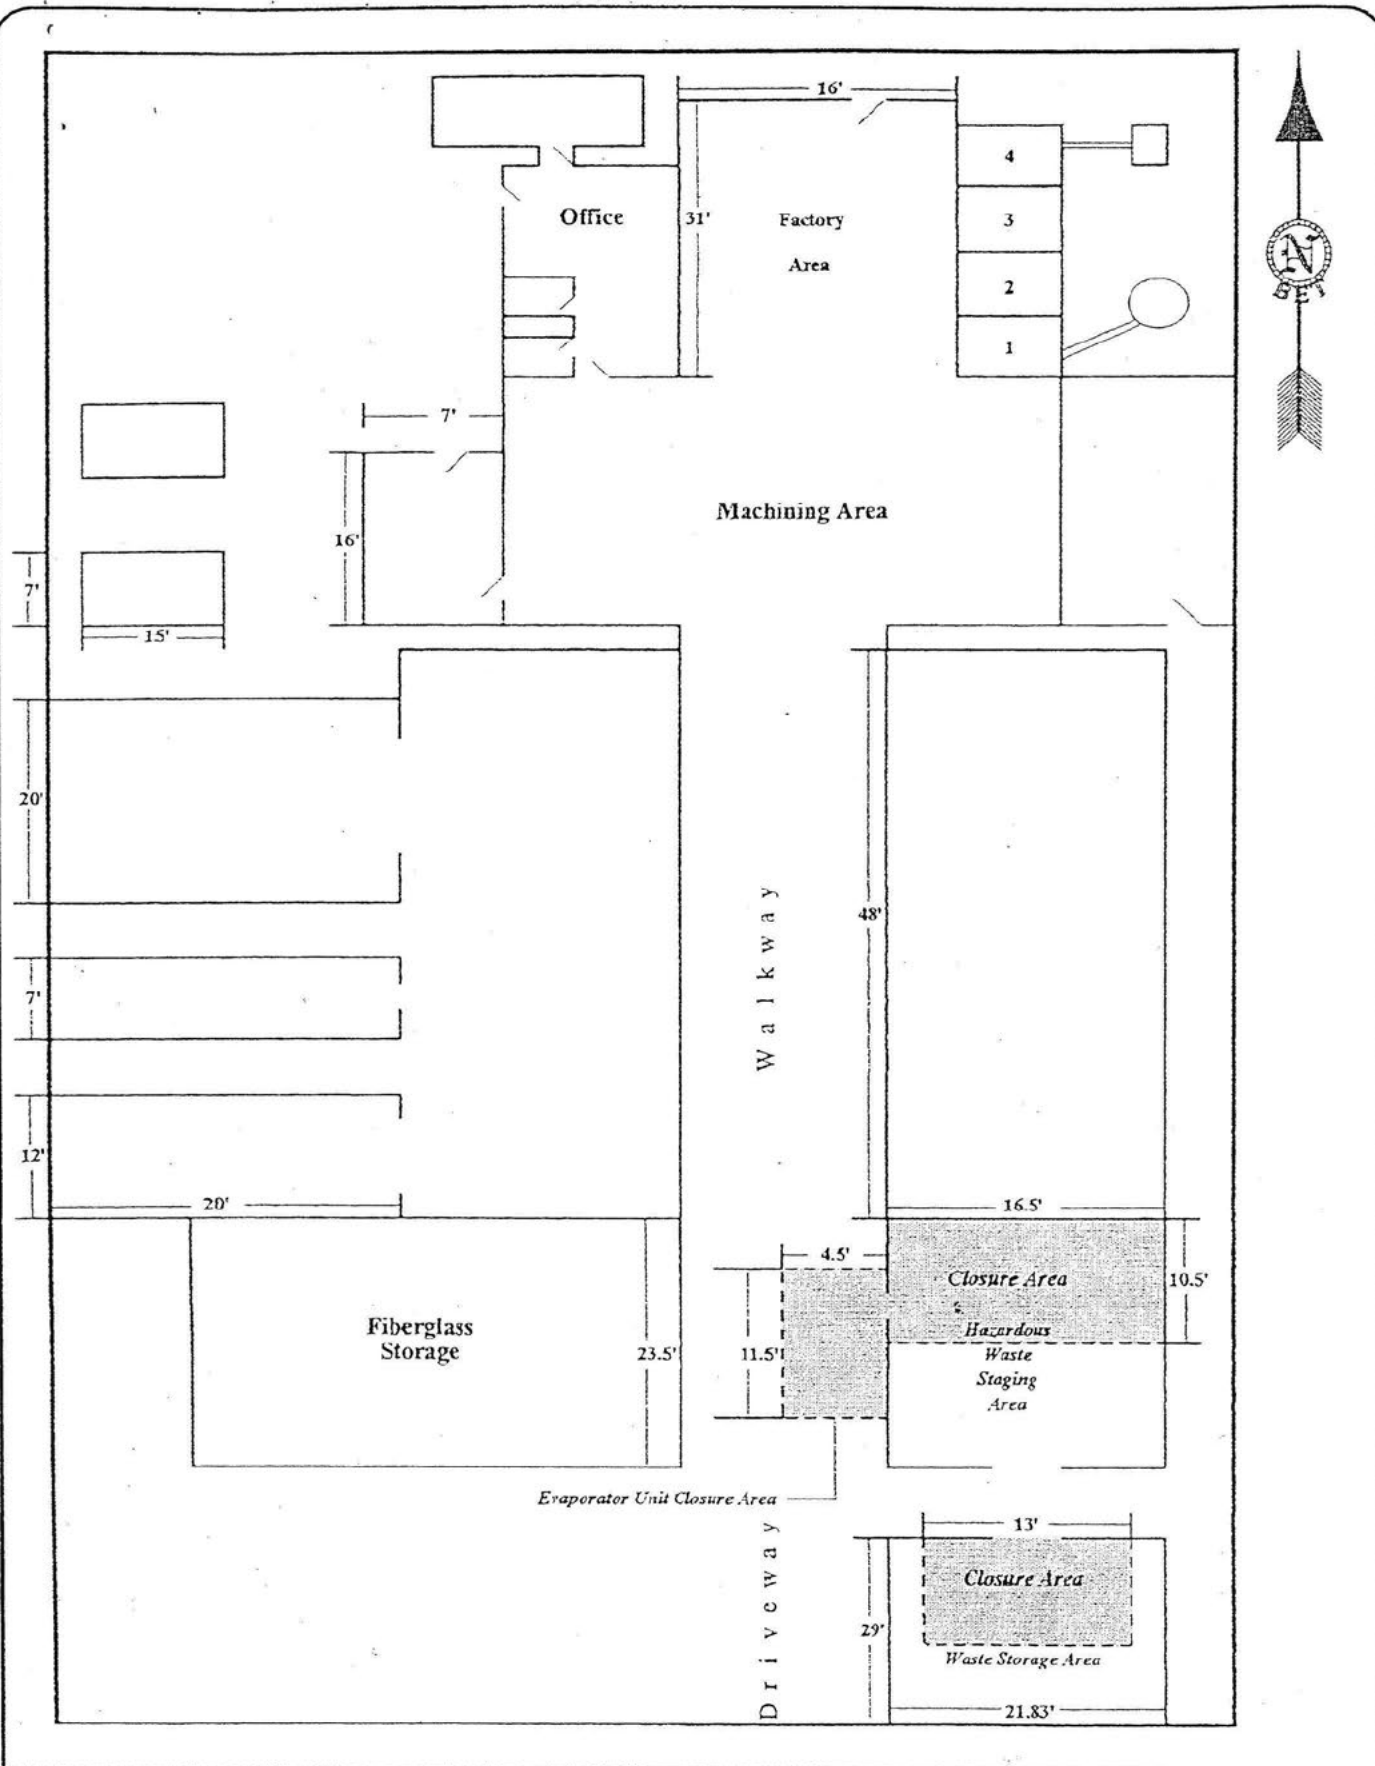 16'
4
Office
31'
Factory
3
Area
N
2
1
7'
Machining Area
16'
7'
15'
20'
Walkway
48'
7'
12'
20'
16.5'
4.5'
Closure Area
10.5'
Hazardous
Fiberglass
Storage
23.5'
11.5'
Waste
Staging
Area
Evaporator Unit Closure Area
13'
Driveway
Closure Area
29'
Waste Storage Area
21.83'